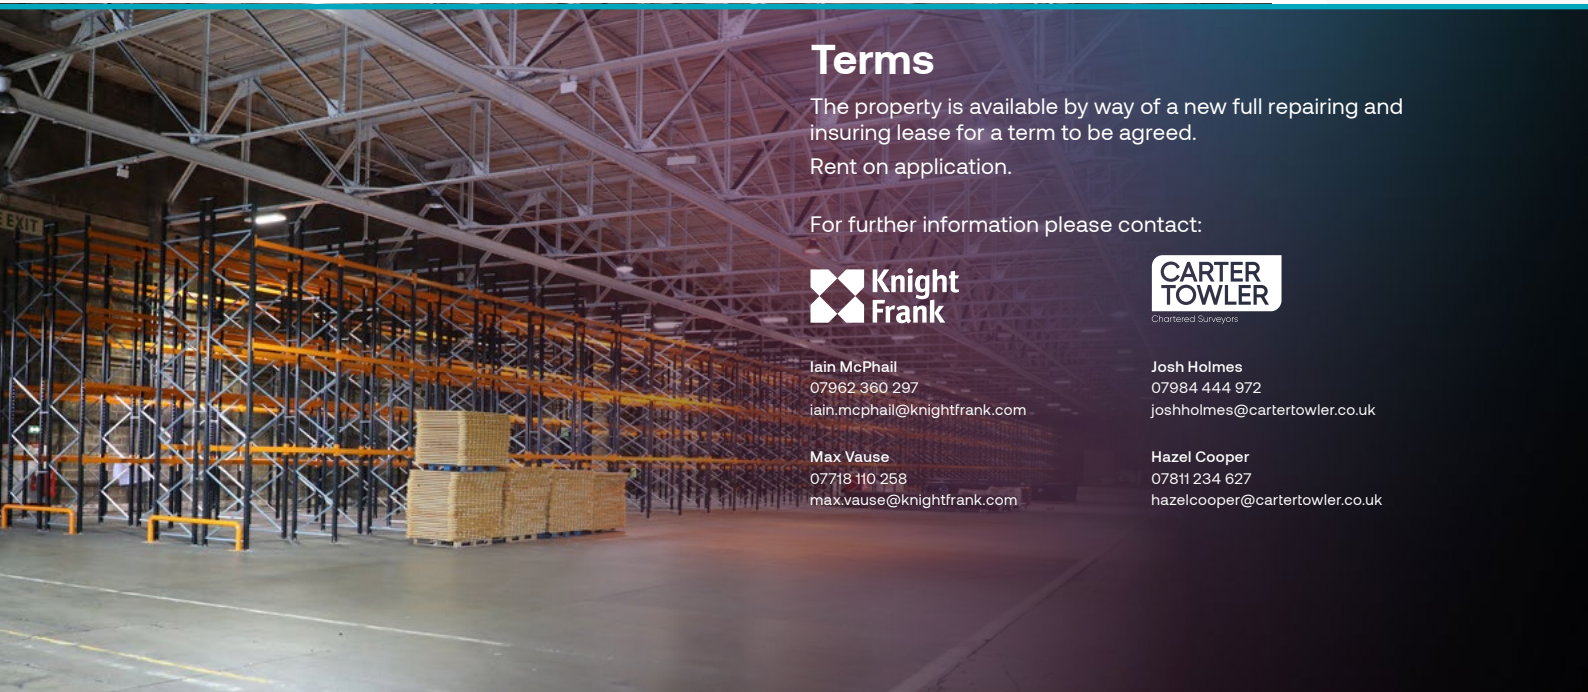 Terms
The property is available by way of a new full repairing and
insuring lease for a term to be agreed.
Rent on application.
For further information please contact:
Knight
Frank
CARTER
TOWLER
Chartered Surveyors
Iain McPhail
07962 360 297
iain.mcphail@knightfrank.com
Max Vause
07718 110 258
max.vause@knightfrank.com
Josh Holmes
07984 444 972
joshholmes@cartertowler.co.uk
Hazel Cooper
07811 234 627
hazelcooper@cartertowler.co.uk
EXIT